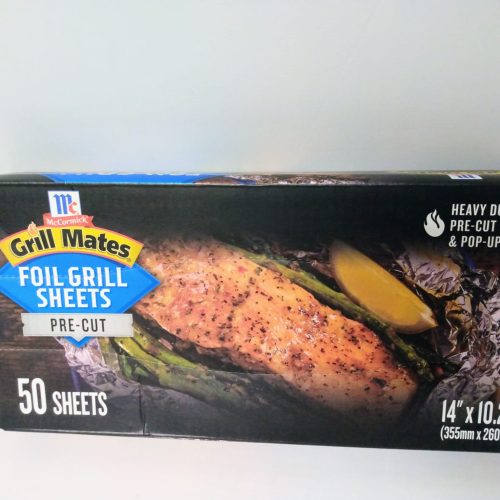 Mc
McCormick
Grill Mates
FOIL GRILL
SHEETS
PRE-CUT
50 SHEETS
HEAVY
PRE-CUT
& POP-UP
14" x 10.
(355mm x 260